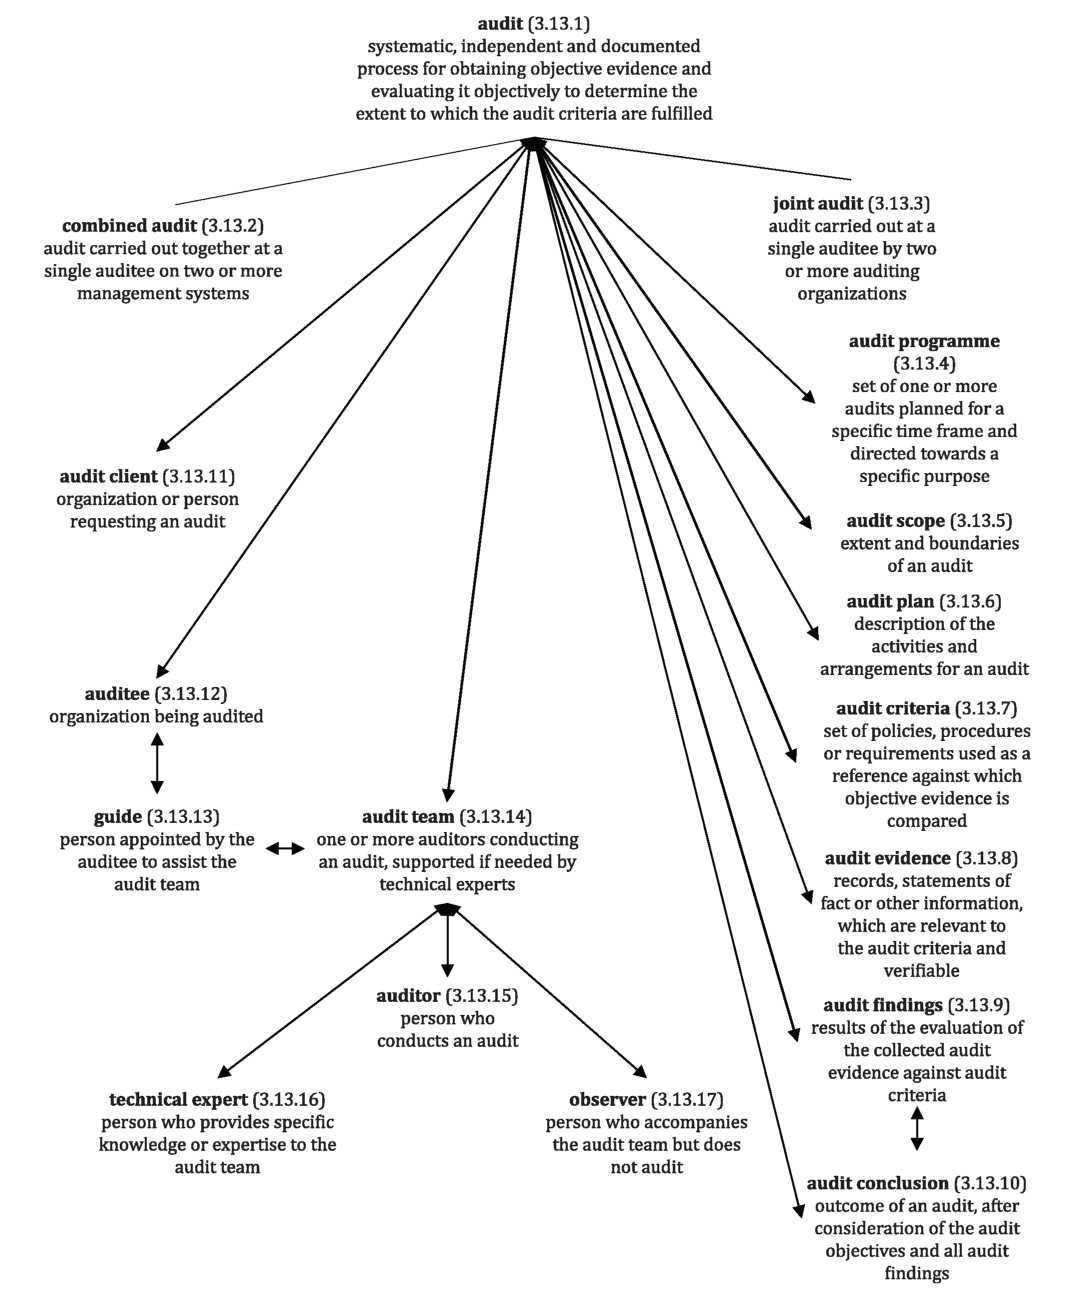 audit (3.13.1)
systematic, independent and documented
process for obtaining objective evidence and
evaluating it objectively to determine the
extent to which the audit criteria are fulfilled
combined audit (3.13.2)
audit carried out together at a
single auditee on two or more
management systems
joint audit (3.13.3)
audit carried out at a
single auditee by two
or more auditing
organizations
audit programme
(3.13.4)
set of one or more
audits planned for a
specific time frame and
directed towards a
specific purpose
audit client (3.13.11)
organization or person
requesting an audit
audit scope (3.13.5)
extent and boundaries
of an audit
audit plan (3.13.6)
description of the
activities and
arrangements for an audit
auditee (3.13.12)
organization being audited
audit criteria (3.13.7)
set of policies, procedures
or requirements used as a
reference against which
objective evidence is
compared
guide (3.13.13)
person appointed by the
auditee to assist the
audit team
audit team (3.13.14)
one or more auditors conducting
an audit, supported if needed by
technical experts
audit evidence (3.13.8)
records, statements of
fact or other information,
which are relevant to
the audit criteria and
verifiable
auditor (3.13.15)
person who
conducts an audit
audit findings (3.13.9)
results of the evaluation of
the collected audit
evidence against audit
criteria
technical expert (3.13.16)
person who provides specific
knowledge or expertise to the
audit team
observer (3.13.17)
person who accompanies
the audit team but does
not audit
audit conclusion (3.13.10)
outcome of an audit, after
consideration of the audit
objectives and all audit
findings